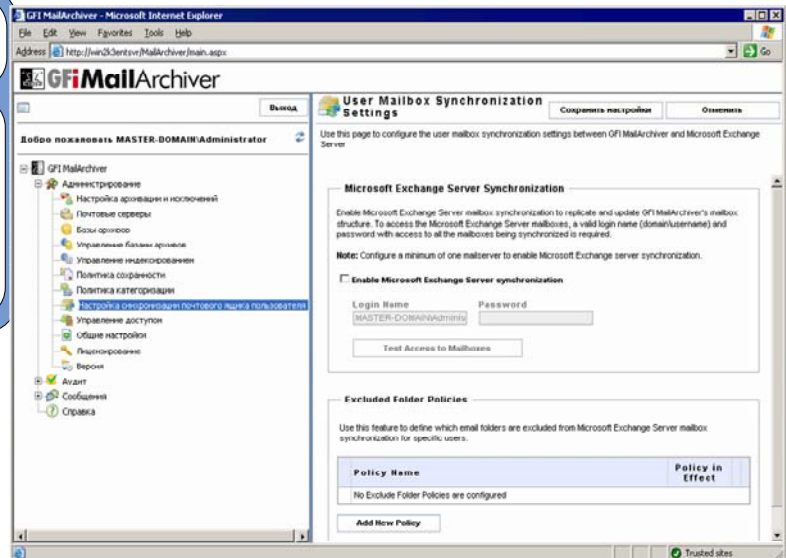 GFI MailArchiver - Microsoft Internet Explorer
File Edit View Favorites Tools Help
Address http://win2k3entsvr/MailArchiver/main.aspx Go
GFI MailArchiver
Выход
Добро пожаловать MASTER-DOMAIN\Administrator
GFI MailArchiver
Администрирование
Настройка архивации и исключений
Почтовые серверы
Базы архивов
Управление базами архивов
Управление индексированием
Политика сохранности
Политика категоризации
Настройка синхронизации почтового ящика пользователя
Управление доступом
Общие настройки
Лицензирование
Версия
Аудит
Сообщения
Справка
User Mailbox Synchronization
Settings
Сохранить настройки Отменить
Use this page to configure the user mailbox synchronization settings between GFI MailArchiver and Microsoft Exchange
Server
Microsoft Exchange Server Synchronization
Enable Microsoft Exchange Server mailbox synchronization to replicate and update GFI MailArchiver's mailbox
structure. To access the Microsoft Exchange Server mailboxes, a valid login name (domain\username) and
password with access to all the mailboxes being synchronized is required.
Note: Configure a minimum of one mailserver to enable Microsoft Exchange server synchronization.
Enable Microsoft Exchange Server synchronization
Login Name Password
MASTER-DOMAIN\Adminis
Test Access to Mailboxes
Excluded Folder Policies
Use this feature to define which email folders are excluded from Microsoft Exchange Server mailbox
synchronization for specific users.
Policy Name Policy in
Effect
No Exclude Folder Policies are configured
Add New Policy
Trusted sites